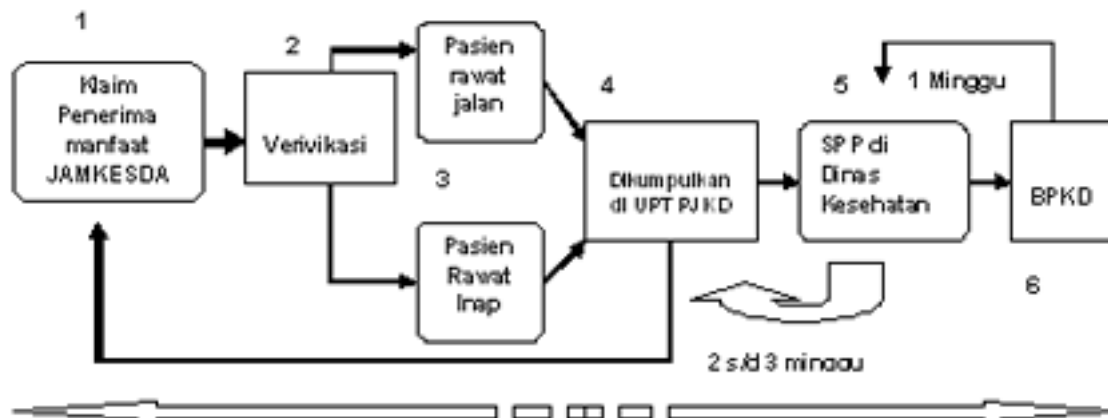 1
Klaim
Penerima
manfaat
JAMKESDA
2
Verivikasi
Pasien
rawat
jalan
3
Pasien
Rawat
Inap
4
Dikumpulkan
di UPT PJKD
5
SPP di
Dinas
Kesehatan
1 Minggu
BPKD
6
2 s/d 3 minggu